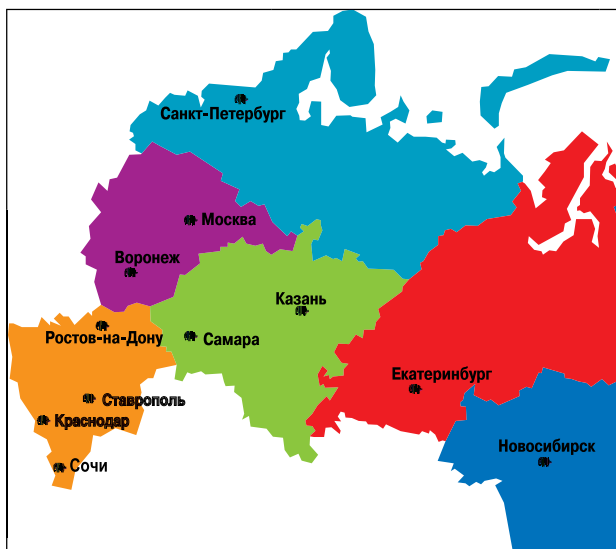 Санкт-Петербург
Москва
Воронеж
Казань
Ростов-на-Дону
Самара
Екатеринбург
Ставрополь
Краснодар
Новосибирск
Сочи